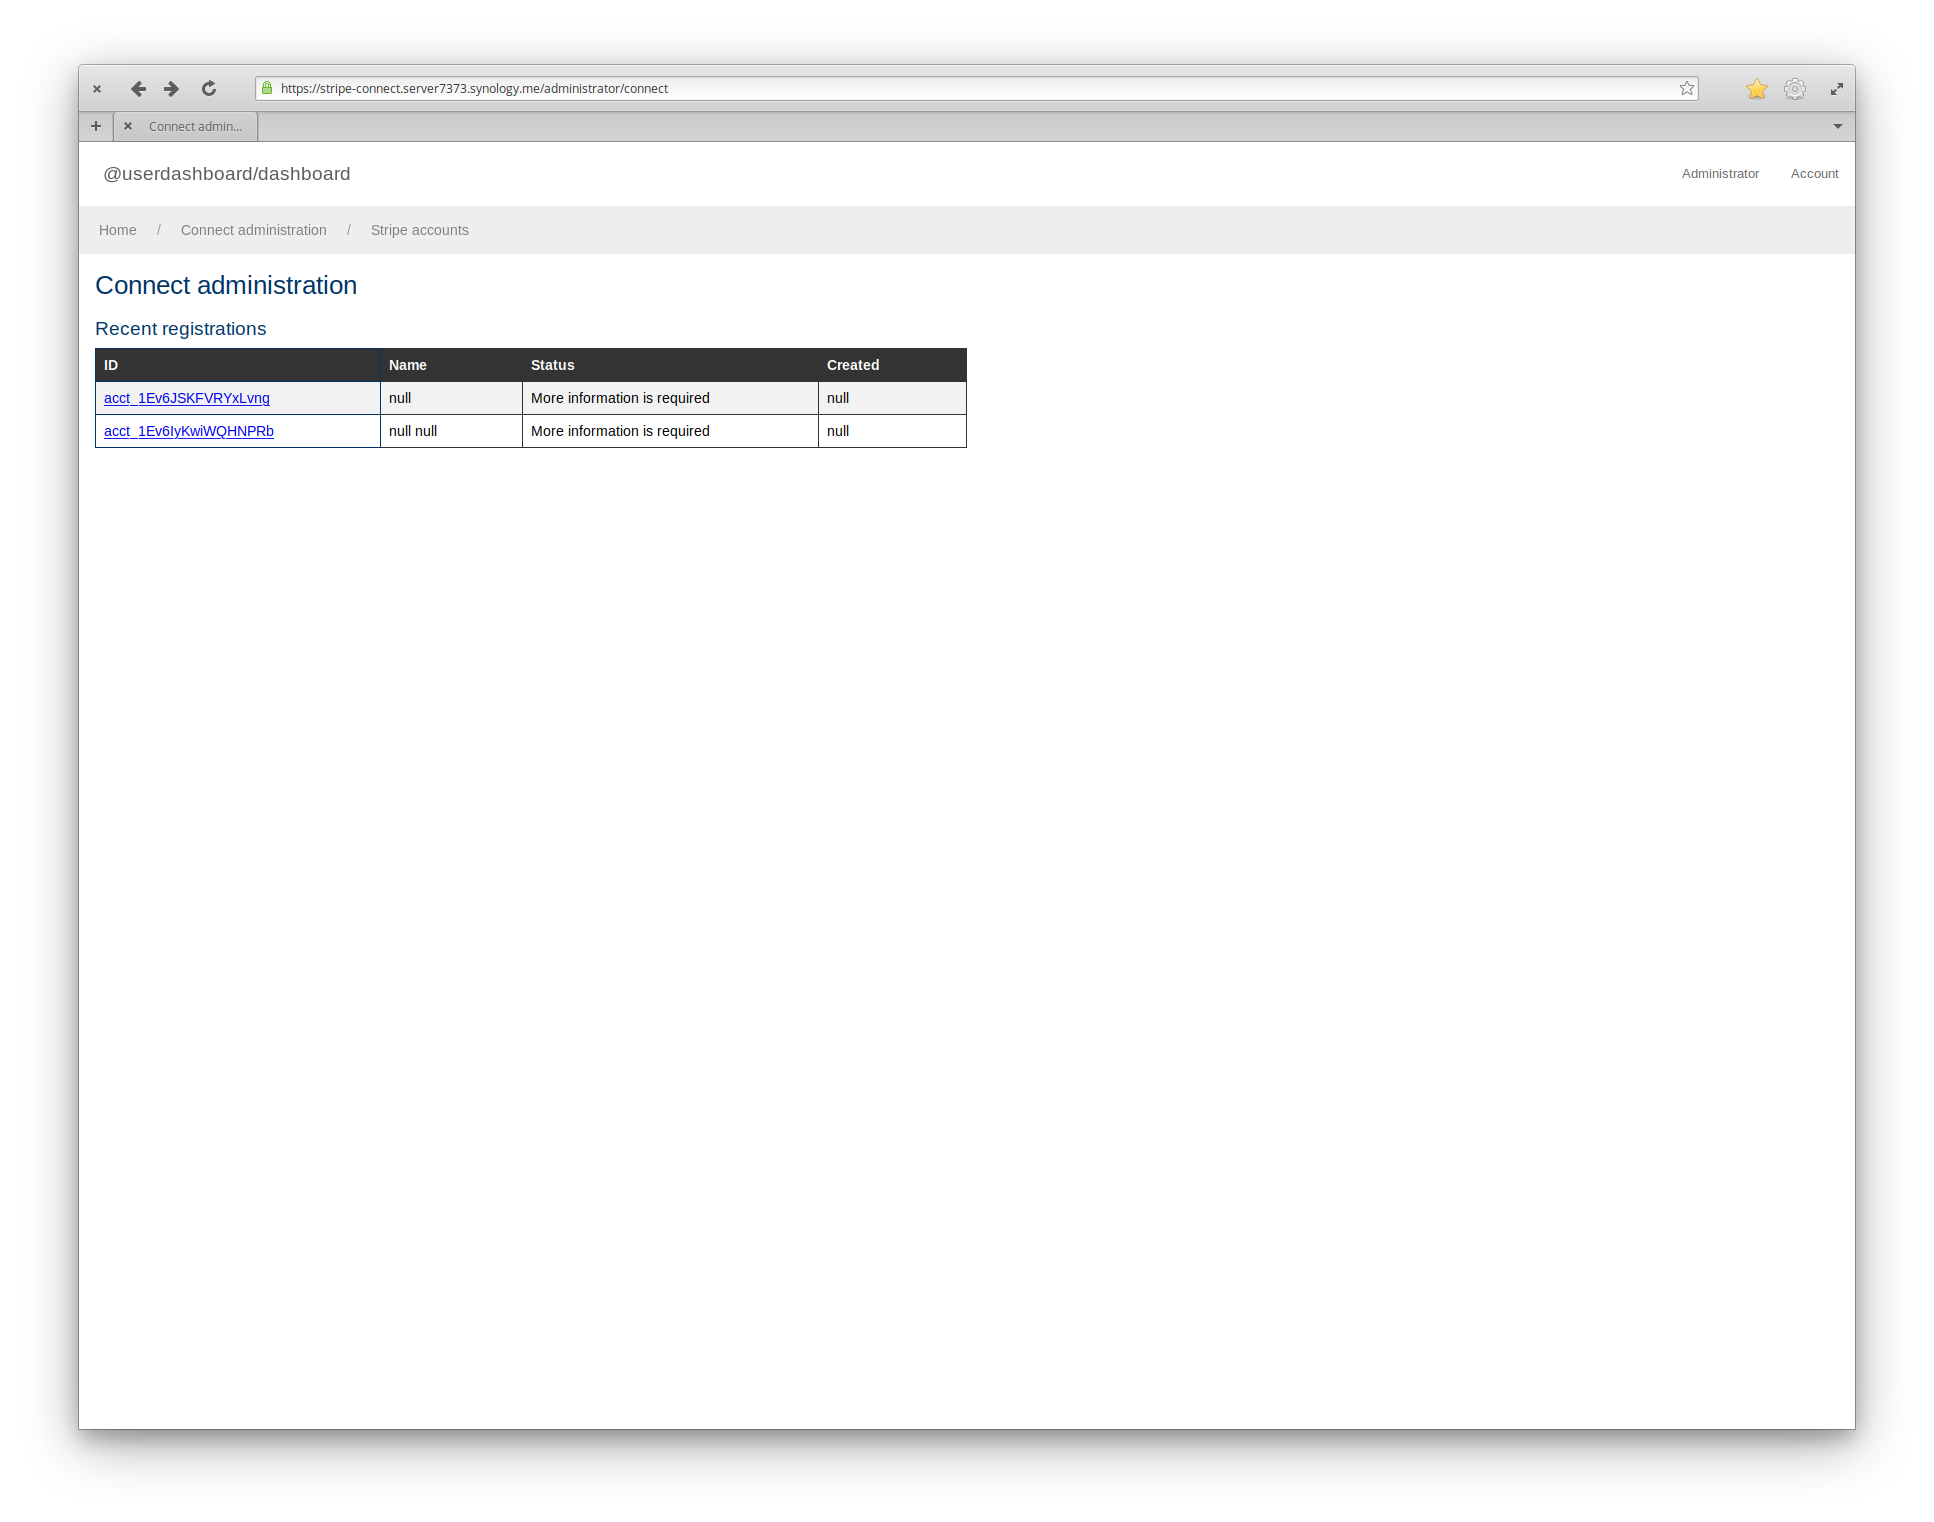 https://stripe-connect.server7373.synology.me/administrator/connect
Connect admin...
@userdashboard/dashboard
Administrator Account
Home / Connect administration / Stripe accounts
Connect administration
Recent registrations
ID Name Status Created
acct_1Ev6JSKFVRYxLvng null More information is required null
acct_1Ev6IyKwiWQHNPRb null null More information is required null